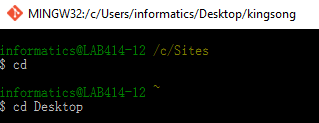 MINGW32:/c/Users/informatics/Desktop/kingsong
informatics@LAB414-12 /c/Sites
$ cd
informatics@LAB414-12 ~
$ cd Desktop